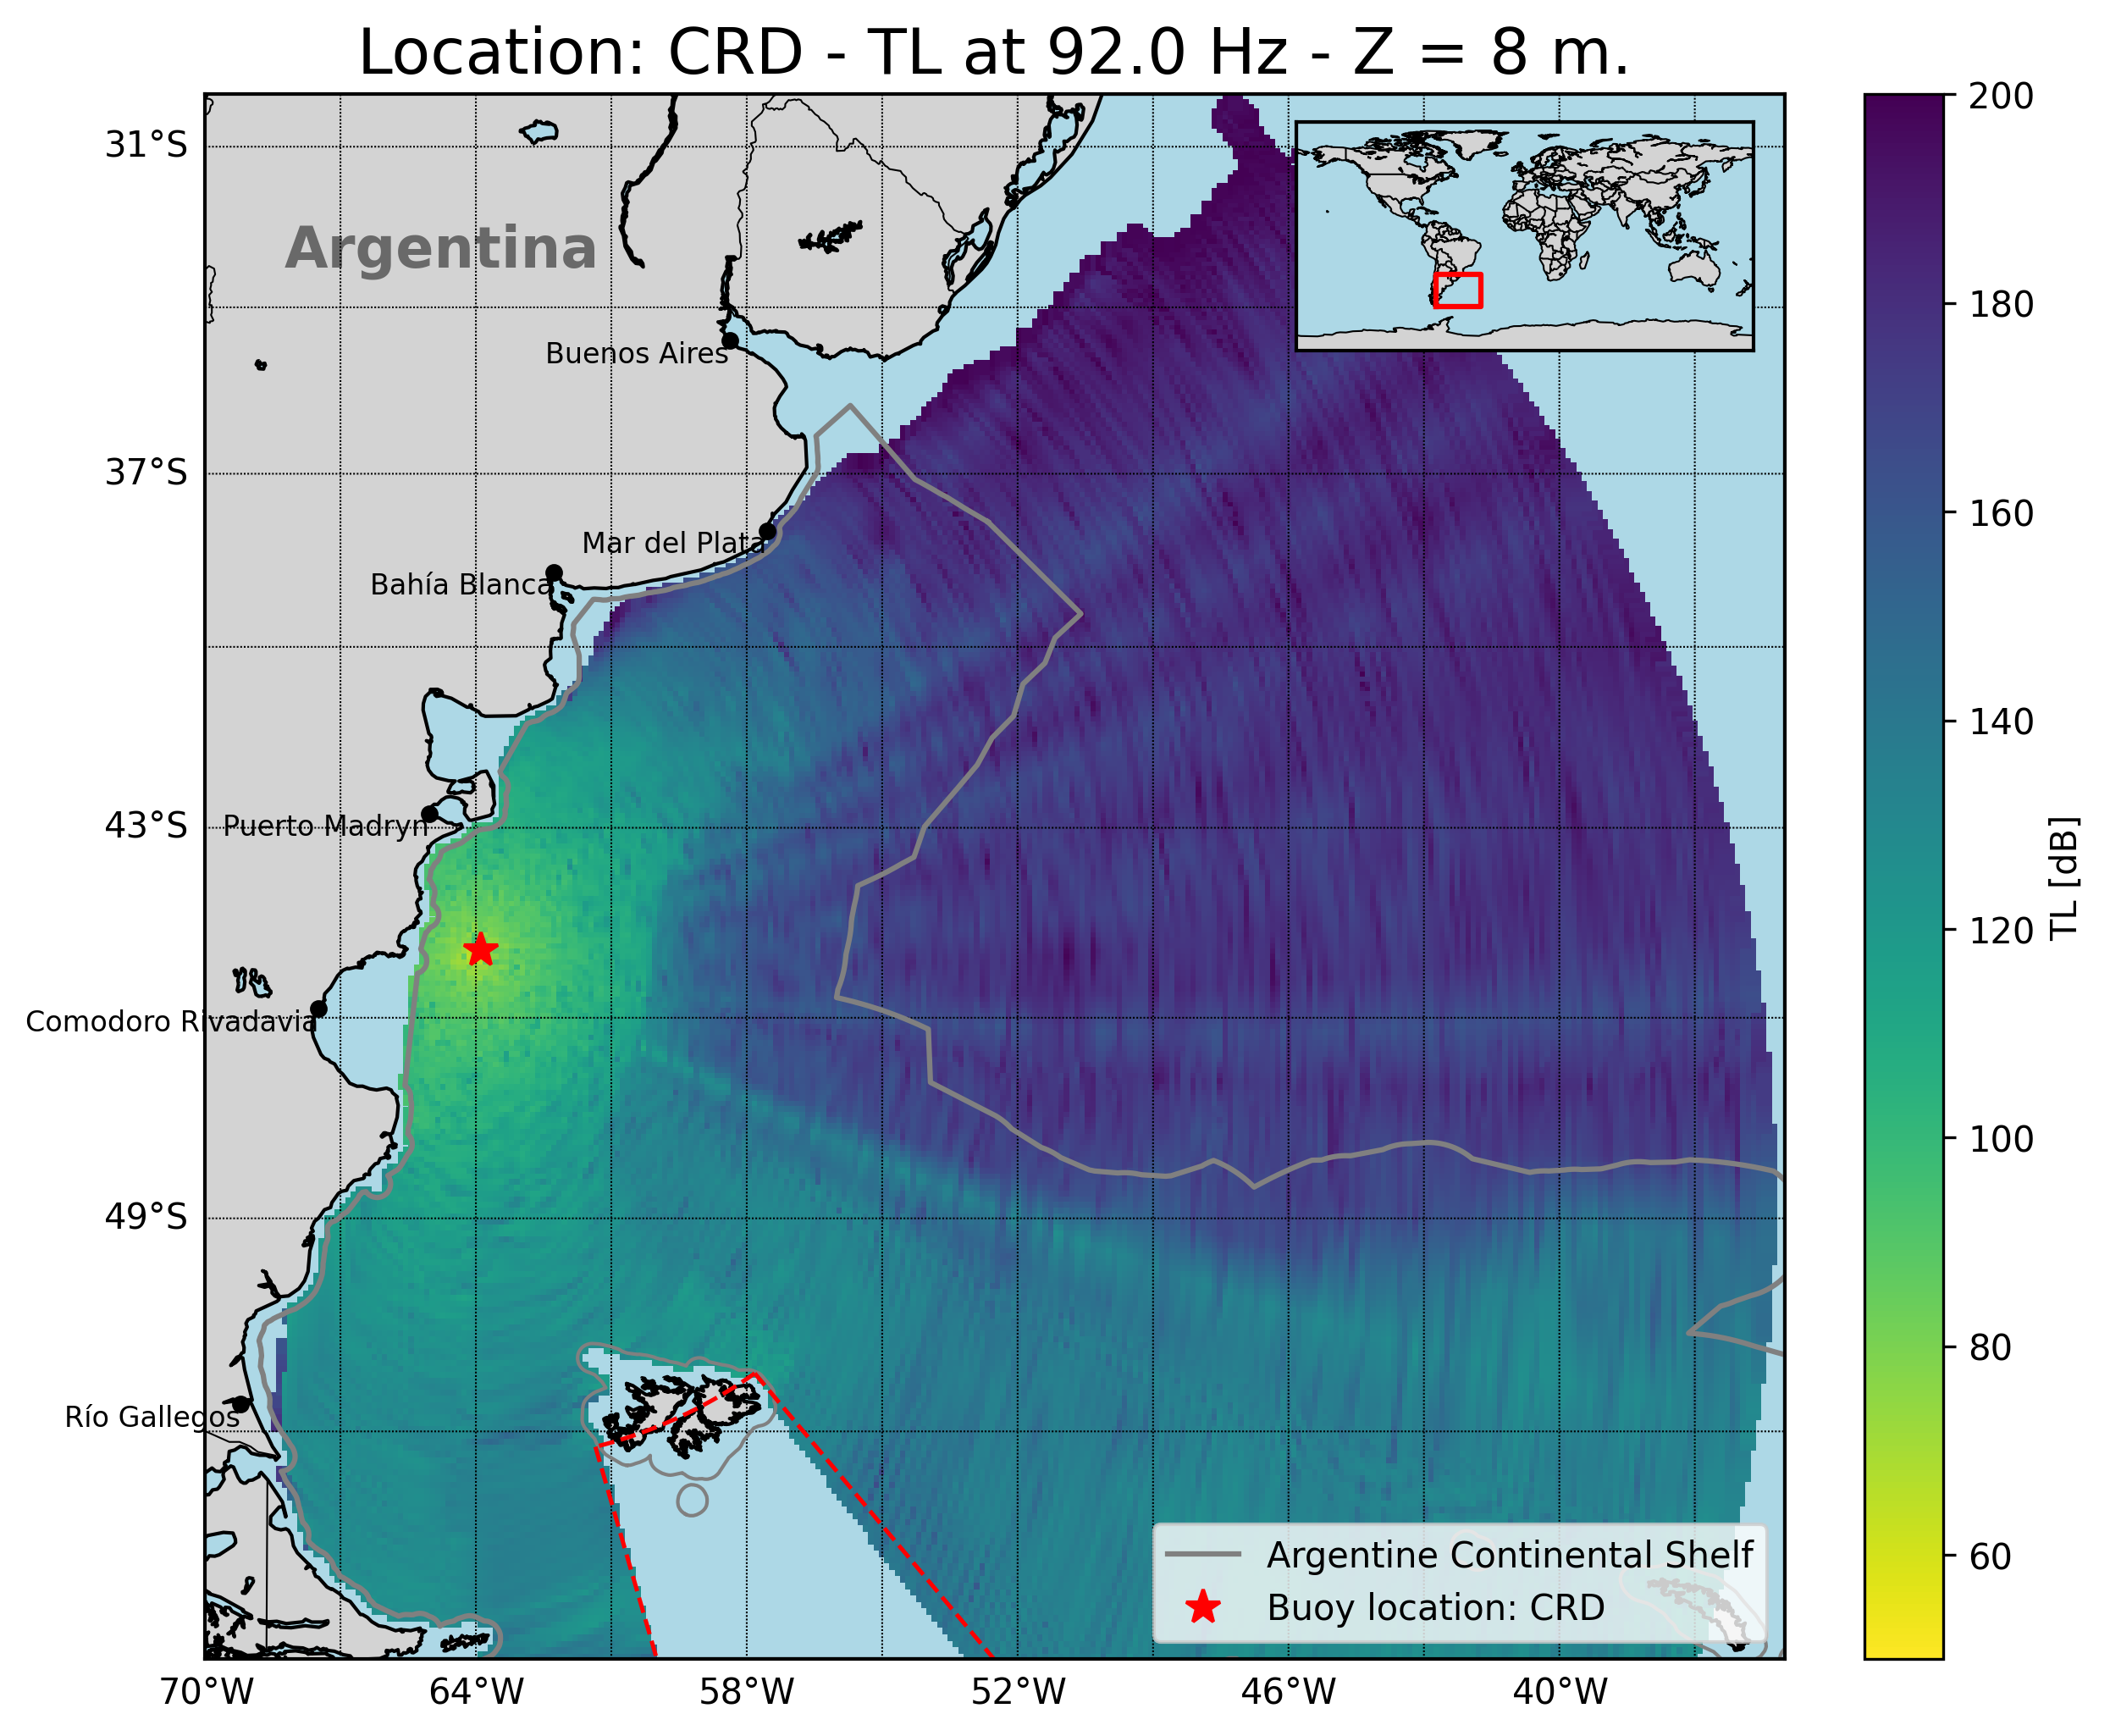 Location: CRD - TL at 92.0 Hz - Z = 8 m.
31°S
37°S
43°S
49°S
70°W
64°W
58°W
52°W
46°W
40°W
Argentina
Buenos Aires
Mar del Plata
Bahía Blanca
Puerto Madryn
Comodoro Rivadavia
Río Gallegos
Argentine Continental Shelf
Buoy location: CRD
200
180
160
140
120
100
80
60
TL [dB]